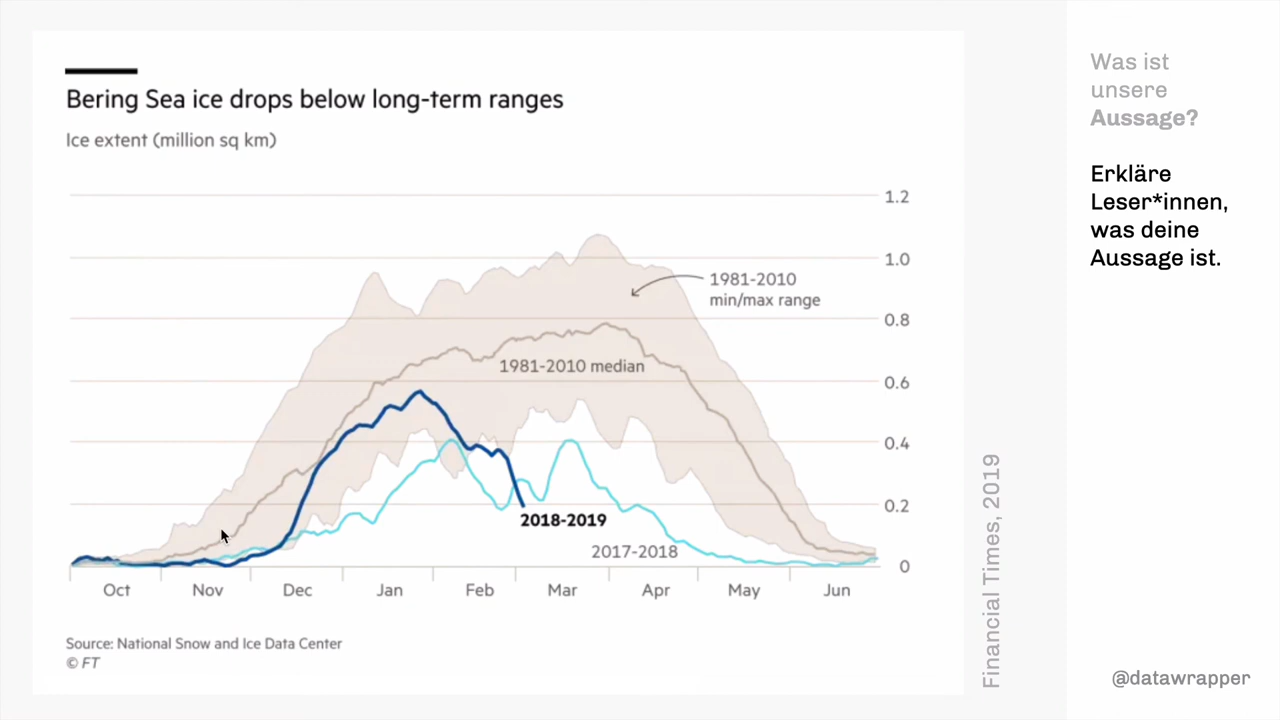 Bering Sea ice drops below long-term ranges
Ice extent (million sq km)
1.2
1.0
0.8
0.6
0.4
0.2
0
1981-2010
min/max range
1981-2010 median
2018-2019
2017-2018
Oct Nov Dec Jan Feb Mar Apr May Jun
Source: National Snow and Ice Data Center
© FT
Financial Times, 2019
Was ist
unsere
Aussage?
Erkläre
Leser*innen,
was deine
Aussage ist.
@datawrapper